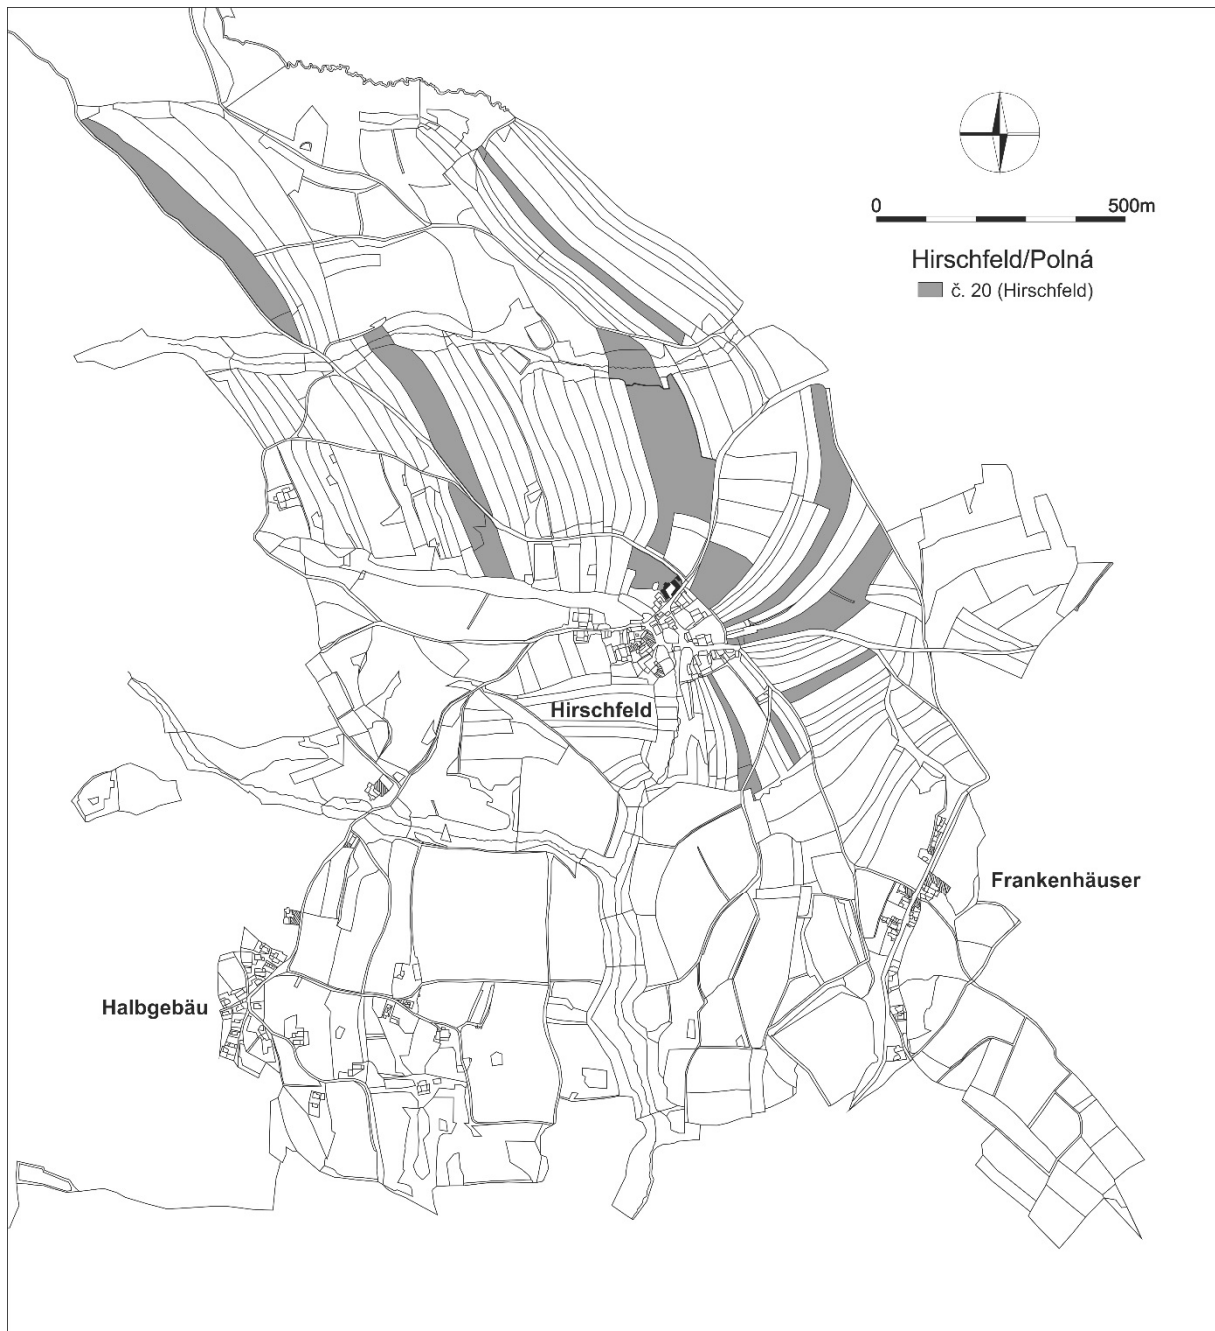 0 500m
Hirschfeld/Polná
č. 20 (Hirschfeld)
Hirschfeld
Frankenhäuser
Halbgebäu